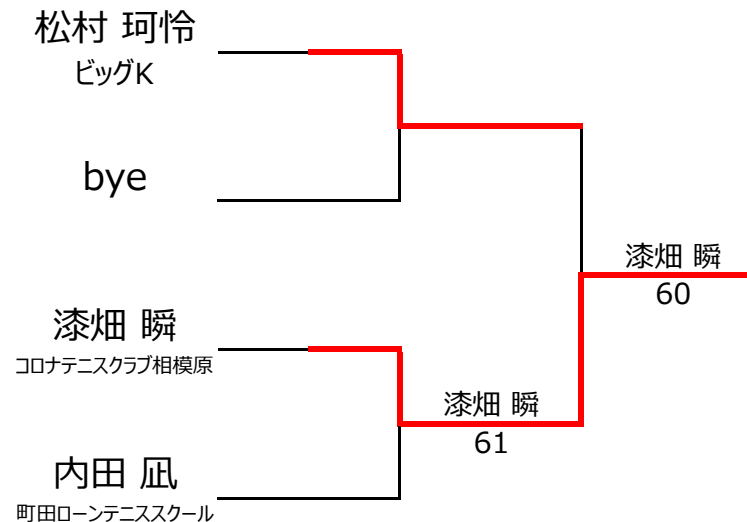 松村 珂怜
ビッグK
bye
漆畑 瞬
コロナテニスクラブ相模原
内田 凪
町田ローンテニススクール
漆畑 瞬
61
漆畑 瞬
60